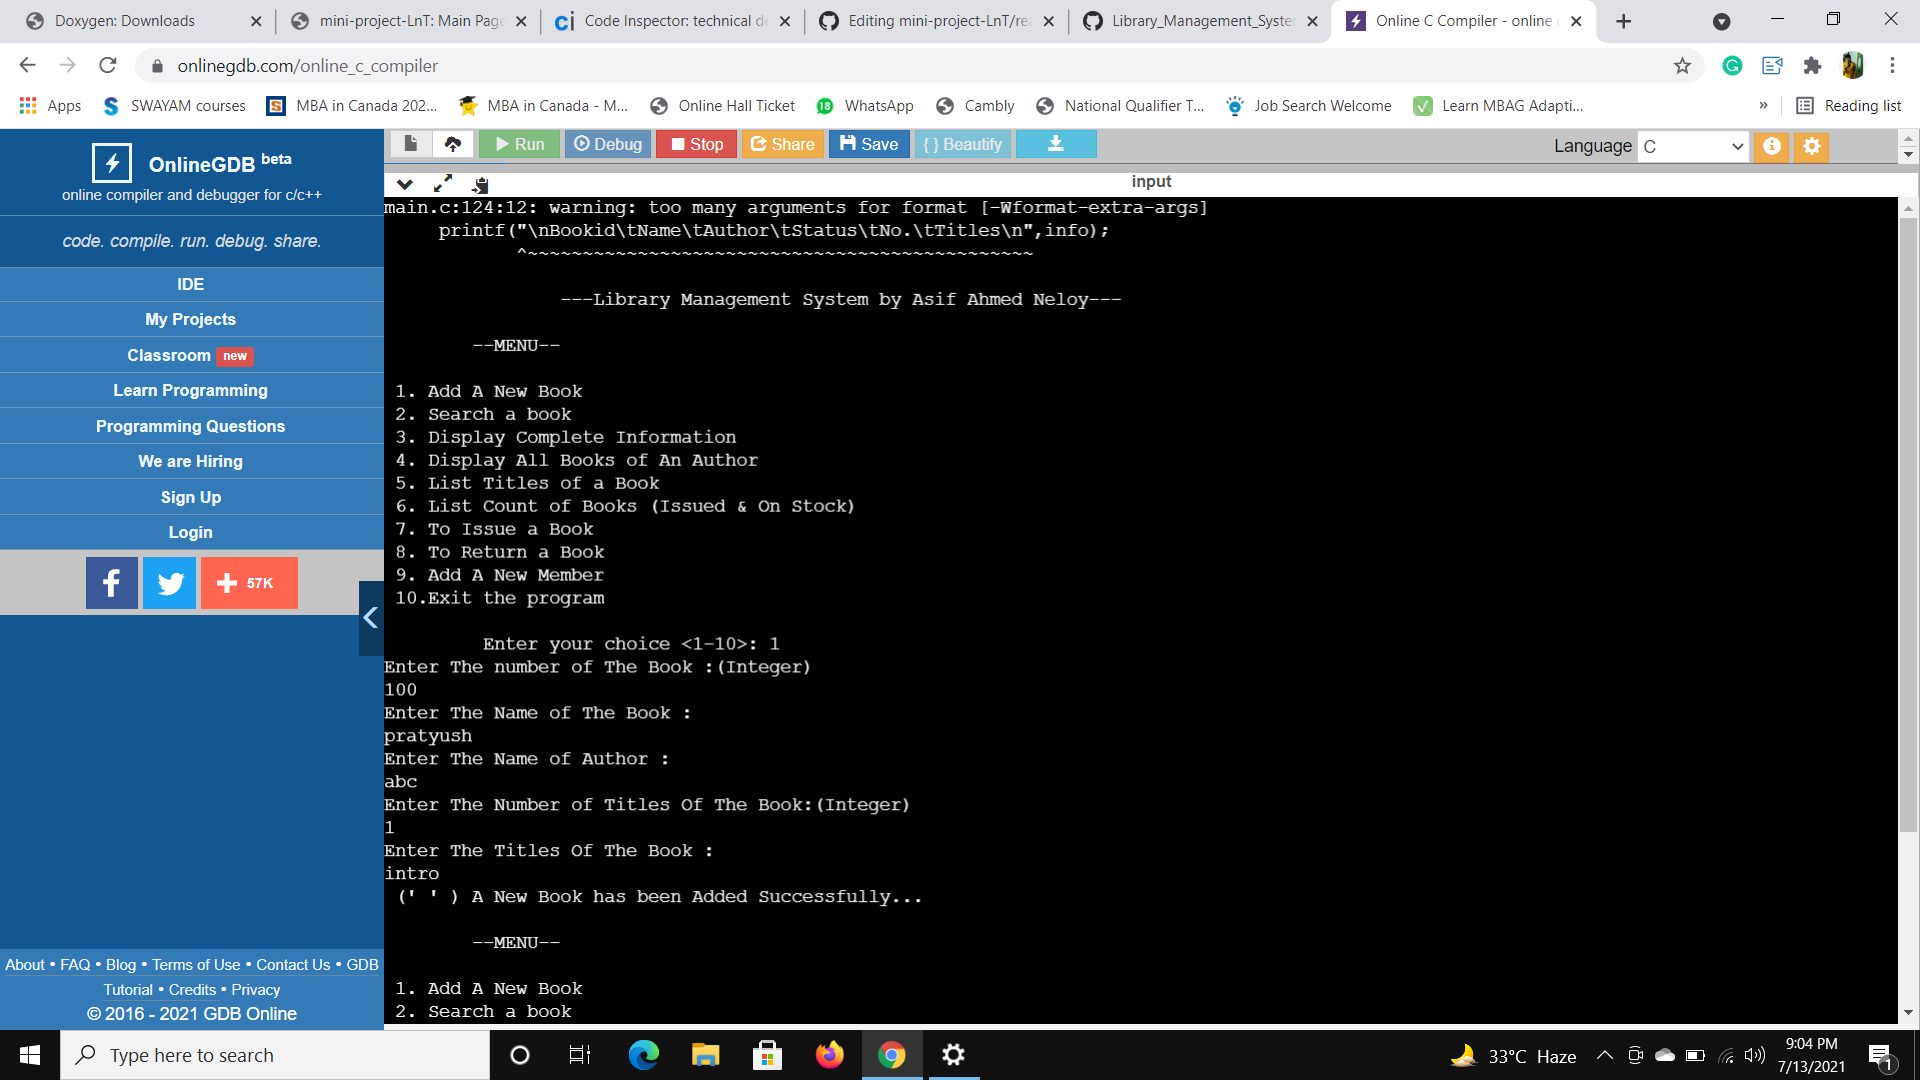 Doxygen: Downloads
mini-project-LnT: Main Page
Code Inspector: technical de
Editing mini-project-LnT/rea
Library_Management_System
Online C Compiler - online
onlinegdb.com/online_c_compiler
Apps
SWAYAM courses
MBA in Canada 202...
MBA in Canada - M...
Online Hall Ticket
18
WhatsApp
Cambly
National Qualifier T...
Job Search Welcome
Learn MBAG Adapti...
»
Reading list
OnlineGDB beta
online compiler and debugger for c/c++
code. compile. run. debug. share.
IDE
My Projects
Classroom new
Learn Programming
Programming Questions
We are Hiring
Sign Up
Login
57K
About • FAQ • Blog • Terms of Use • Contact Us • GDB
Tutorial • Credits • Privacy
© 2016 - 2021 GDB Online
Run
Debug
Stop
Share
Save
{ } Beautify
Language C
input
main.c:124:12: warning: too many arguments for format [-Wformat-extra-args]
printf("\nBookid\tName\tAuthor\tStatus\tNo.\tTitles\n",info);
^~~~~~~~~~~~~~~~~~~~~~~~~~~~~~~~~~~~~~~~~~~~~~~
---Library Management System by Asif Ahmed Neloy---
--MENU--
1. Add A New Book
2. Search a book
3. Display Complete Information
4. Display All Books of An Author
5. List Titles of a Book
6. List Count of Books (Issued & On Stock)
7. To Issue a Book
8. To Return a Book
9. Add A New Member
10.Exit the program
Enter your choice <1-10>: 1
Enter The number of The Book :(Integer)
100
Enter The Name of The Book :
pratyush
Enter The Name of Author :
abc
Enter The Number of Titles Of The Book:(Integer)
1
Enter The Titles Of The Book :
intro
(' ' ) A New Book has been Added Successfully...
--MENU--
1. Add A New Book
2. Search a book
Type here to search
33°C Haze
9:04 PM
7/13/2021
1